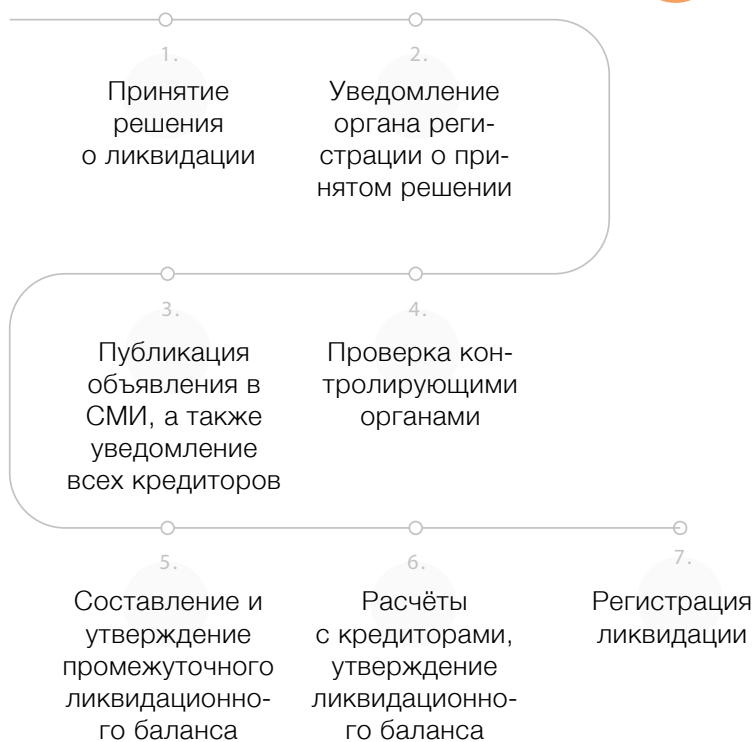 1.
Принятие
решения
о ликвидации
2.
Уведомление
органа реги-
страции о при-
нятом решении
3.
Публикация
объявления в
СМИ, а также
уведомление
всех кредиторов
4.
Проверка кон-
тролирующими
органами
5.
Составление и
утверждение
промежуточного
ликвидационно-
го баланса
6.
Расчёты
с кредиторами,
утверждение
ликвидационно-
го баланса
7.
Регистрация
ликвидации